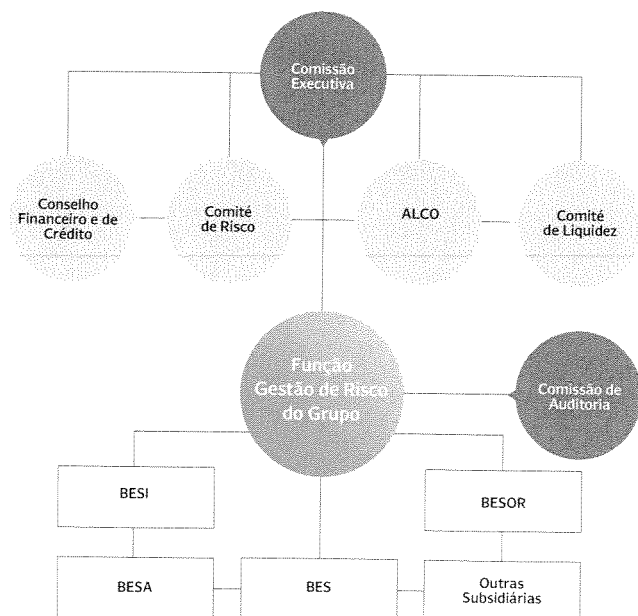 Comissão
Executiva
Conselho
Financeiro e de
Crédito
Comité
de Risco
ALCO
Comité
de Liquidez
Função
Gestão de Risco
do Grupo
Comissão de
Auditoria
BESI
BESOR
BESA
BES
Outras
Subsidiárias